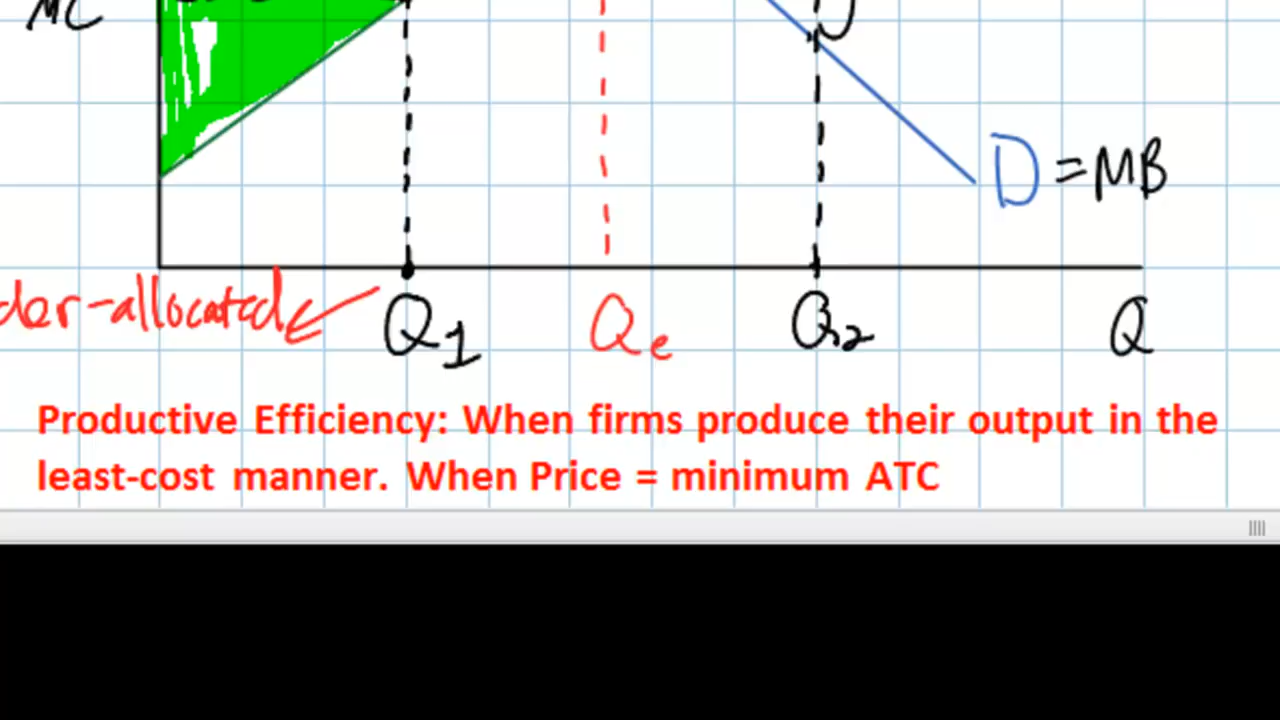 MC
D = MB
der-allocated
Q1 Qe Q2 Q
Productive Efficiency: When firms produce their output in the
least-cost manner. When Price = minimum ATC